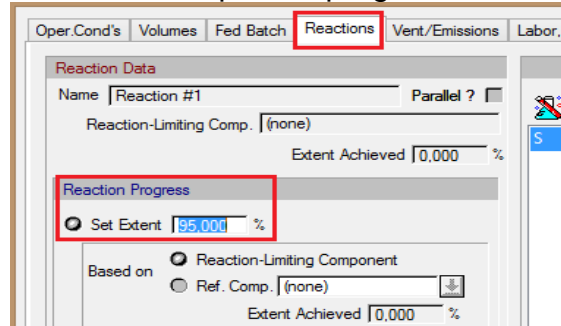 Oper.Cond's Volumes Fed Batch Reactions Vent/Emissions Labor,
Reaction Data
Name Reaction #1 Parallel ?
Reaction-Limiting Comp. (none)
Extent Achieved 0,000 %
S
Reaction Progress
Set Extent 95,000 %
Based on
Reaction-Limiting Component
Ref. Comp. (none)
Extent Achieved 0,000 %